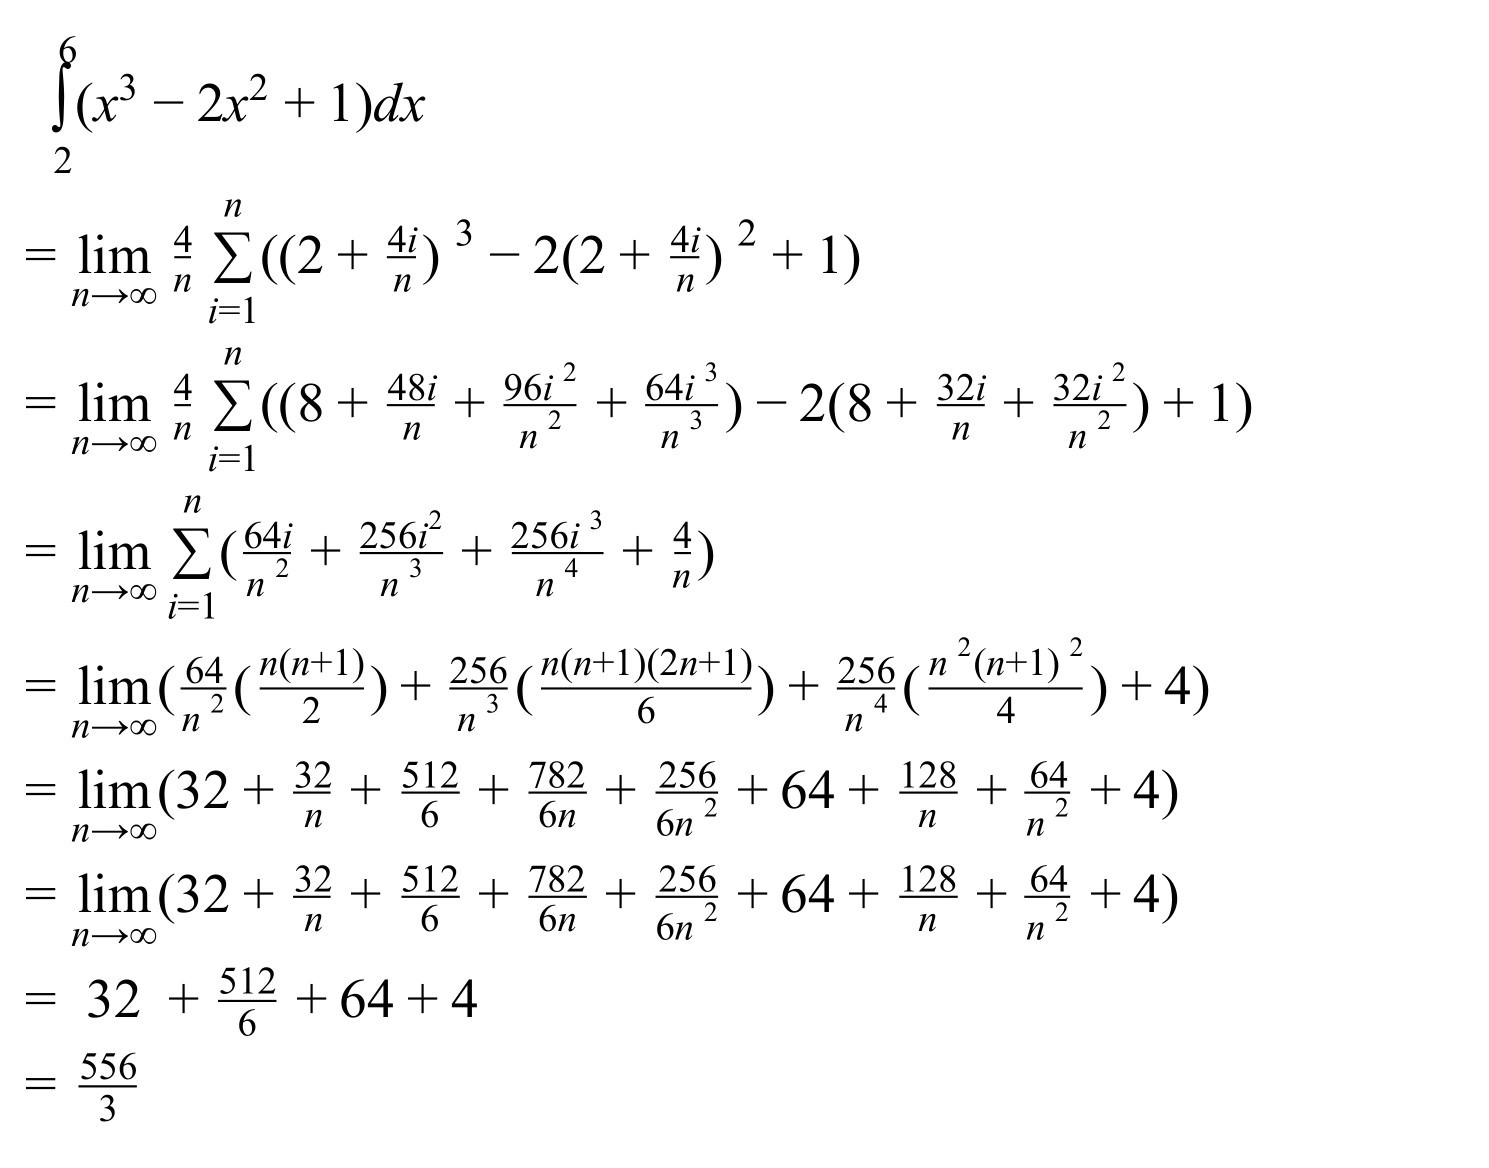 ∫₂⁶(x³ − 2x² + 1)dx
= lim_{n→∞} 4/n ∑_{i=1}^{n}((2 + 4i/n)³ − 2(2 + 4i/n)² + 1)
= lim_{n→∞} 4/n ∑_{i=1}^{n}((8 + 48i/n + 96i²/n² + 64i³/n³) − 2(8 + 32i/n + 32i²/n²) + 1)
= lim_{n→∞} ∑_{i=1}^{n}(64i/n² + 256i²/n³ + 256i³/n⁴ + 4/n)
= lim_{n→∞}(64/n²(n(n+1)/2) + 256/n³(n(n+1)(2n+1)/6) + 256/n⁴(n²(n+1)²/4) + 4)
= lim_{n→∞}(32 + 32/n + 512/6 + 782/6n + 256/6n² + 64 + 128/n + 64/n² + 4)
= lim_{n→∞}(32 + 32/n + 512/6 + 782/6n + 256/6n² + 64 + 128/n + 64/n² + 4)
= 32 + 512/6 + 64 + 4
= 556/3